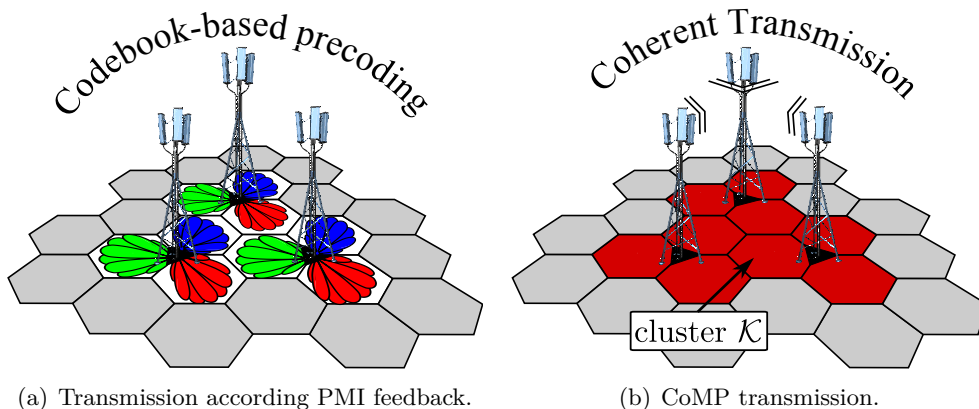 Codebook-based precoding
Coherent Transmission
cluster K
(a) Transmission according PMI feedback.
(b) CoMP transmission.